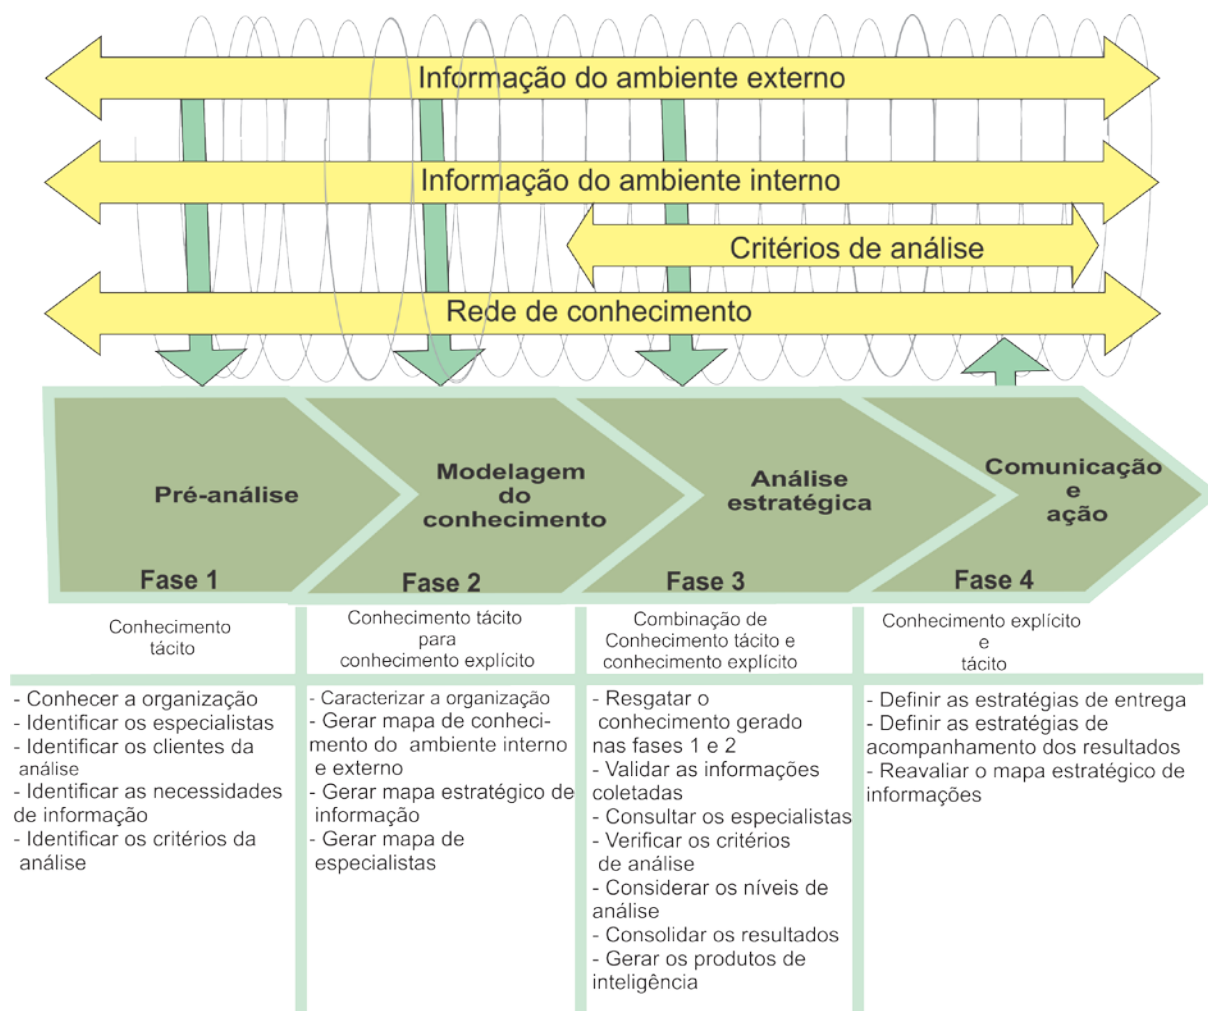 Informação do ambiente externo
Informação do ambiente interno
Critérios de análise
Rede de conhecimento
Pré-análise
Fase 1
Modelagem
do
conhecimento
Fase 2
Análise
estratégica
Fase 3
Comunicação
e
ação
Fase 4
Conhecimento
tácito
Conhecimento tácito
para
conhecimento explícito
Combinação de
Conhecimento tácito e
conhecimento explícito
Conhecimento explícito
e
tácito
- Conhecer a organização
- Identificar os especialistas
- Identificar os clientes da
análise
- Identificar as necessidades
de informação
- Identificar os critérios da
análise
- Caracterizar a organização
- Gerar mapa de conheci-
mento do ambiente interno
e externo
- Gerar mapa estratégico de
informação
- Gerar mapa de
especialistas
- Resgatar o
conhecimento gerado
nas fases 1 e 2
- Validar as informações
coletadas
- Consultar os especialistas
- Verificar os critérios
de análise
- Considerar os níveis de
análise
- Consolidar os resultados
- Gerar os produtos de
inteligência
- Definir as estratégias de entrega
- Definir as estratégias de
acompanhamento dos resultados
- Reavaliar o mapa estratégico de
informações